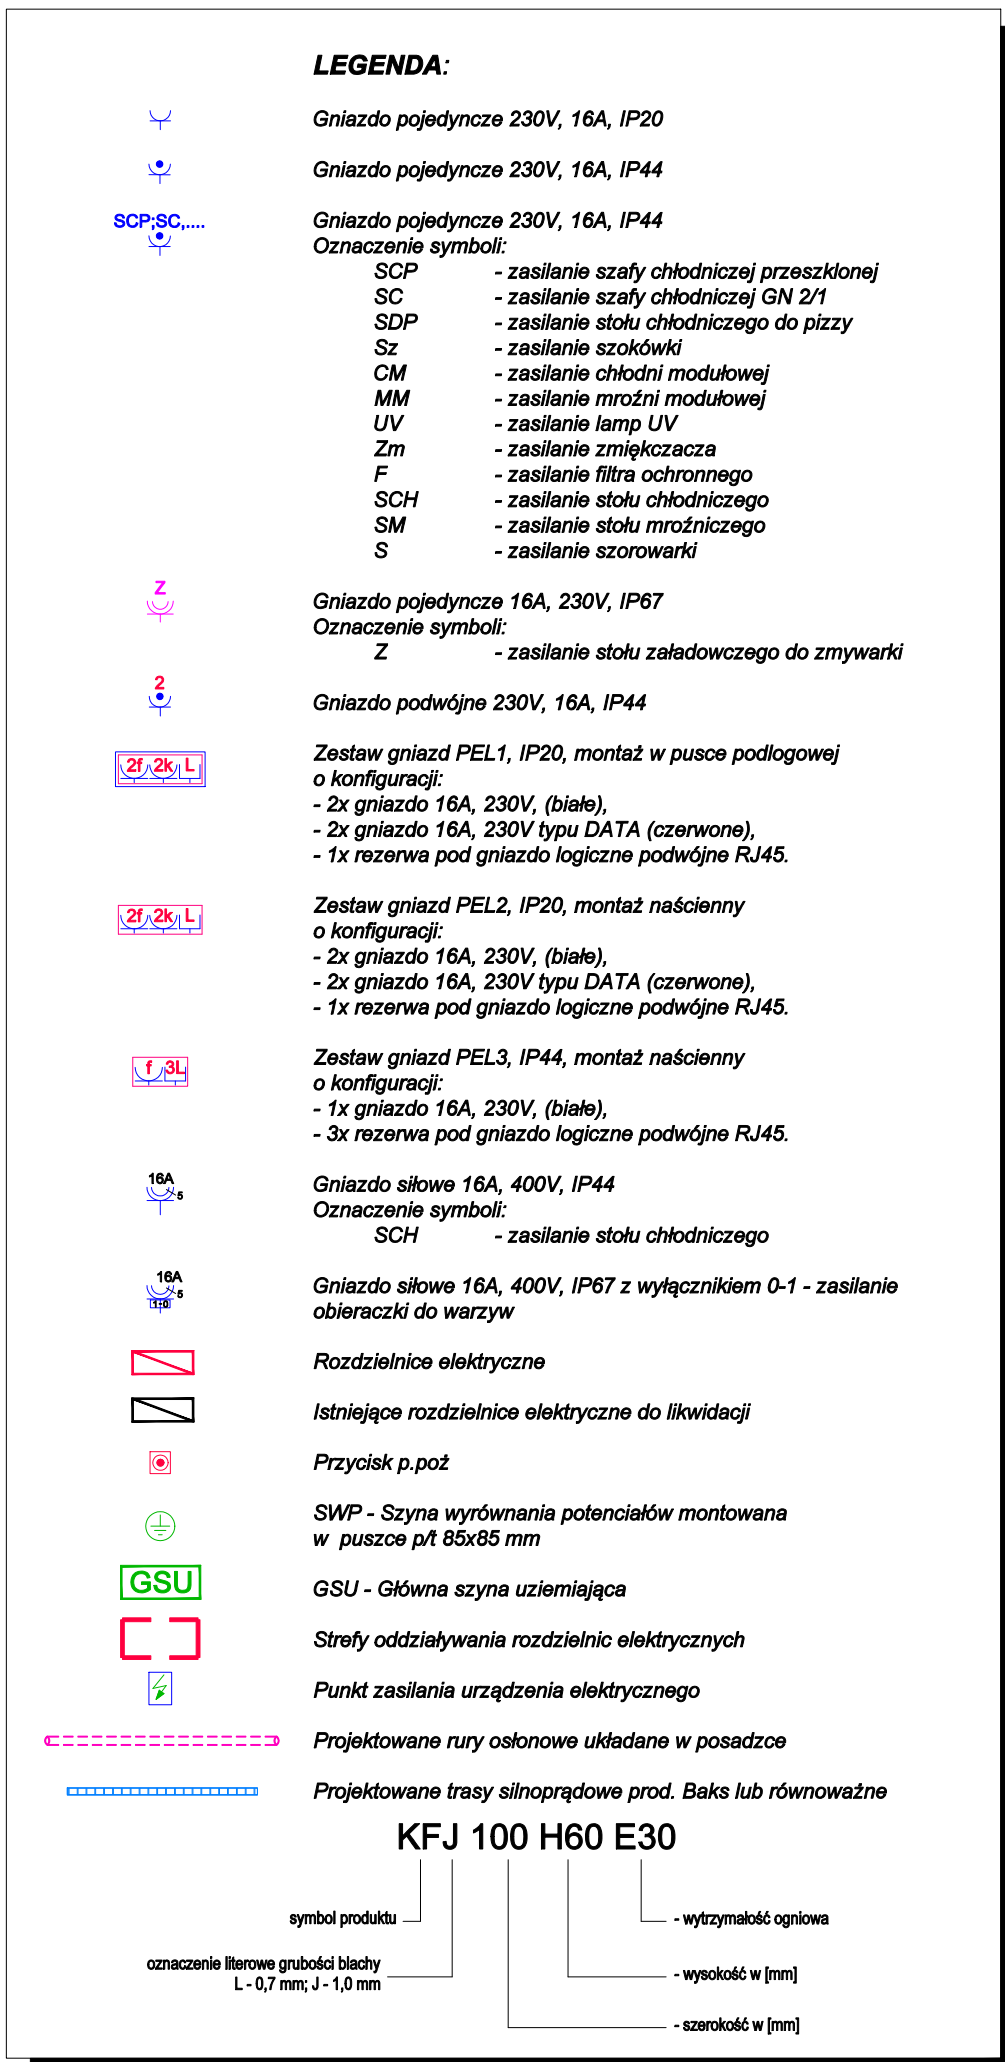 LEGENDA:
Gniazdo pojedyncze 230V, 16A, IP20
Gniazdo pojedyncze 230V, 16A, IP44
SCP;SC,.... Gniazdo pojedyncze 230V, 16A, IP44
Oznaczenie symboli:
SCP - zasilanie szafy chłodniczej przeszklonej
SC - zasilanie szafy chłodniczej GN 2/1
SDP - zasilanie stołu chłodniczego do pizzy
Sz - zasilanie szokówki
CM - zasilanie chłodni modułowej
MM - zasilanie mroźni modułowej
UV - zasilanie lamp UV
Zm - zasilanie zmiękczacza
F - zasilanie filtra ochronnego
SCH - zasilanie stołu chłodniczego
SM - zasilanie stołu mroźniczego
S - zasilanie szorowarki
Z
Gniazdo pojedyncze 16A, 230V, IP67
Oznaczenie symboli:
Z - zasilanie stołu załadowczego do zmywarki
2
Gniazdo podwójne 230V, 16A, IP44
Zestaw gniazd PEL1, IP20, montaż w pusce podlogowej
2f 2k L
o konfiguracji:
- 2x gniazdo 16A, 230V, (białe),
- 2x gniazdo 16A, 230V typu DATA (czerwone),
- 1x rezerwa pod gniazdo logiczne podwójne RJ45.
Zestaw gniazd PEL2, IP20, montaż naścienny
2f 2k L
o konfiguracji:
- 2x gniazdo 16A, 230V, (białe),
- 2x gniazdo 16A, 230V typu DATA (czerwone),
- 1x rezerwa pod gniazdo logiczne podwójne RJ45.
Zestaw gniazd PEL3, IP44, montaż naścienny
f 3L
o konfiguracji:
- 1x gniazdo 16A, 230V, (białe),
- 3x rezerwa pod gniazdo logiczne podwójne RJ45.
16A
5
Gniazdo siłowe 16A, 400V, IP44
Oznaczenie symboli:
SCH - zasilanie stołu chłodniczego
16A
5
1-0
Gniazdo siłowe 16A, 400V, IP67 z wyłącznikiem 0-1 - zasilanie
obieraczki do warzyw
Rozdzielnice elektryczne
Istniejące rozdzielnice elektryczne do likwidacji
Przycisk p.poż
SWP - Szyna wyrównania potenciałów montowana
w puszce p/t 85x85 mm
GSU GSU - Główna szyna uziemiająca
Strefy oddziaływania rozdzielnic elektrycznych
Punkt zasilania urządzenia elektrycznego
Projektowane rury osłonowe układane w posadzce
Projektowane trasy silnoprądowe prod. Baks lub równoważne
KFJ 100 H60 E30
symbol produktu
- wytrzymałość ogniowa
oznaczenie literowe grubości blachy
L - 0,7 mm; J - 1,0 mm
- wysokość w [mm]
- szerokość w [mm]